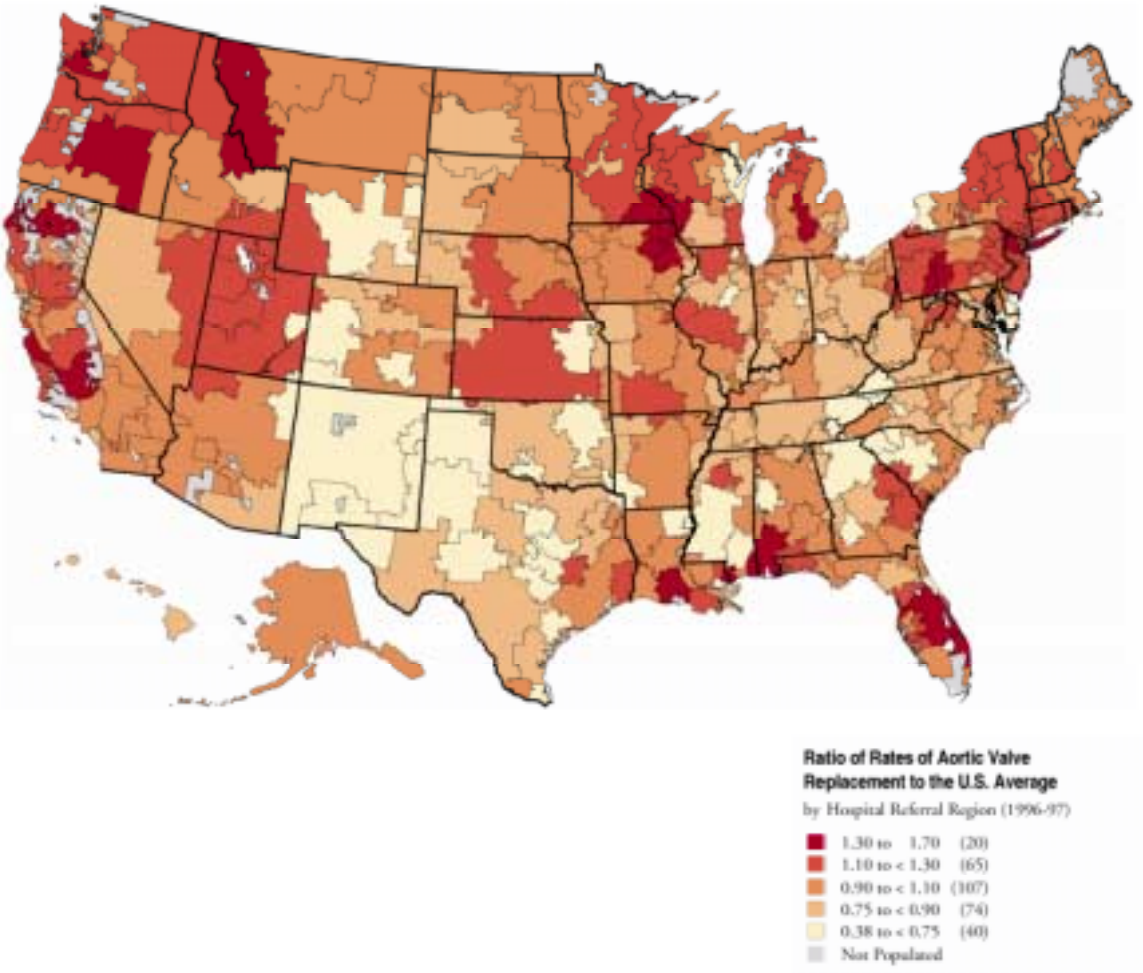 Ratio of Rates of Aortic Valve
Replacement to the U.S. Average
by Hospital Referral Region (1996-97)
1.30 to 1.70 (20)
1.10 to < 1.30 (65)
0.90 to < 1.10 (107)
0.75 to < 0.90 (74)
0.38 to < 0.75 (40)
Not Populated